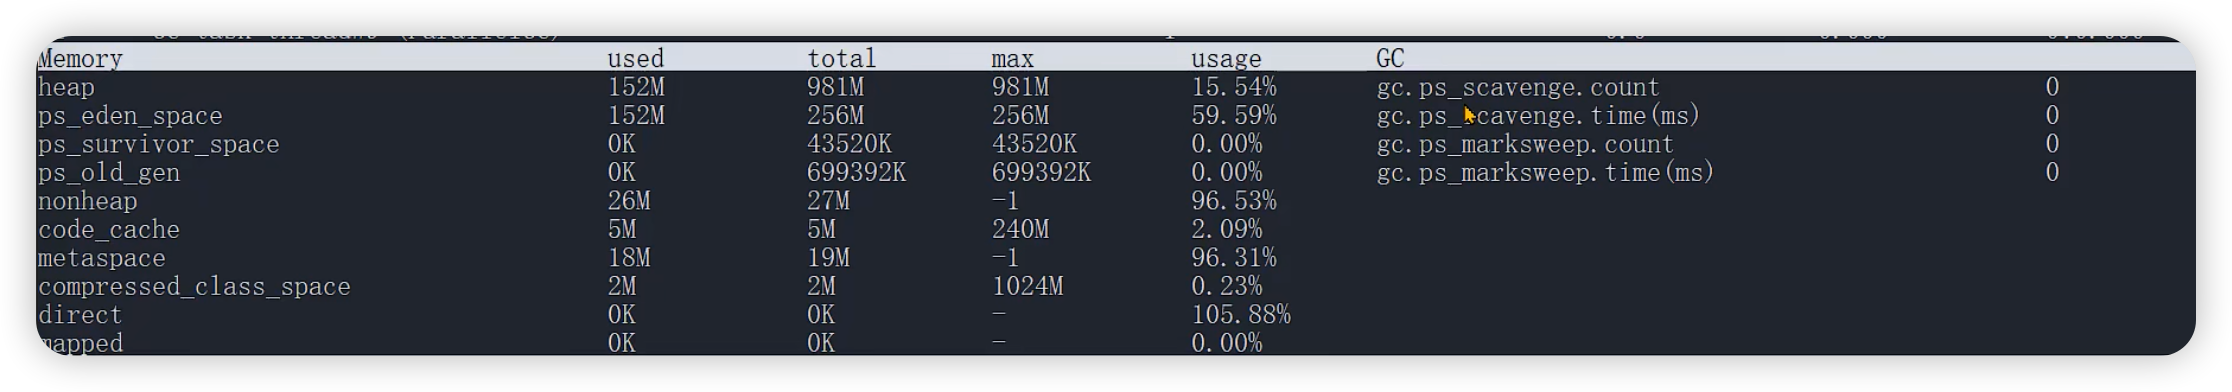 Memory used total max usage GC
heap 152M 981M 981M 15.54% gc.ps_scavenge.count 0
ps_eden_space 152M 256M 256M 59.59% gc.ps_scavenge.time(ms) 0
ps_survivor_space 0K 43520K 43520K 0.00% gc.ps_marksweep.count 0
ps_old_gen 0K 699392K 699392K 0.00% gc.ps_marksweep.time(ms) 0
nonheap 26M 27M -1 96.53%
code_cache 5M 5M 240M 2.09%
metaspace 18M 19M -1 96.31%
compressed_class_space 2M 2M 1024M 0.23%
direct 0K 0K - 105.88%
mapped 0K 0K - 0.00%